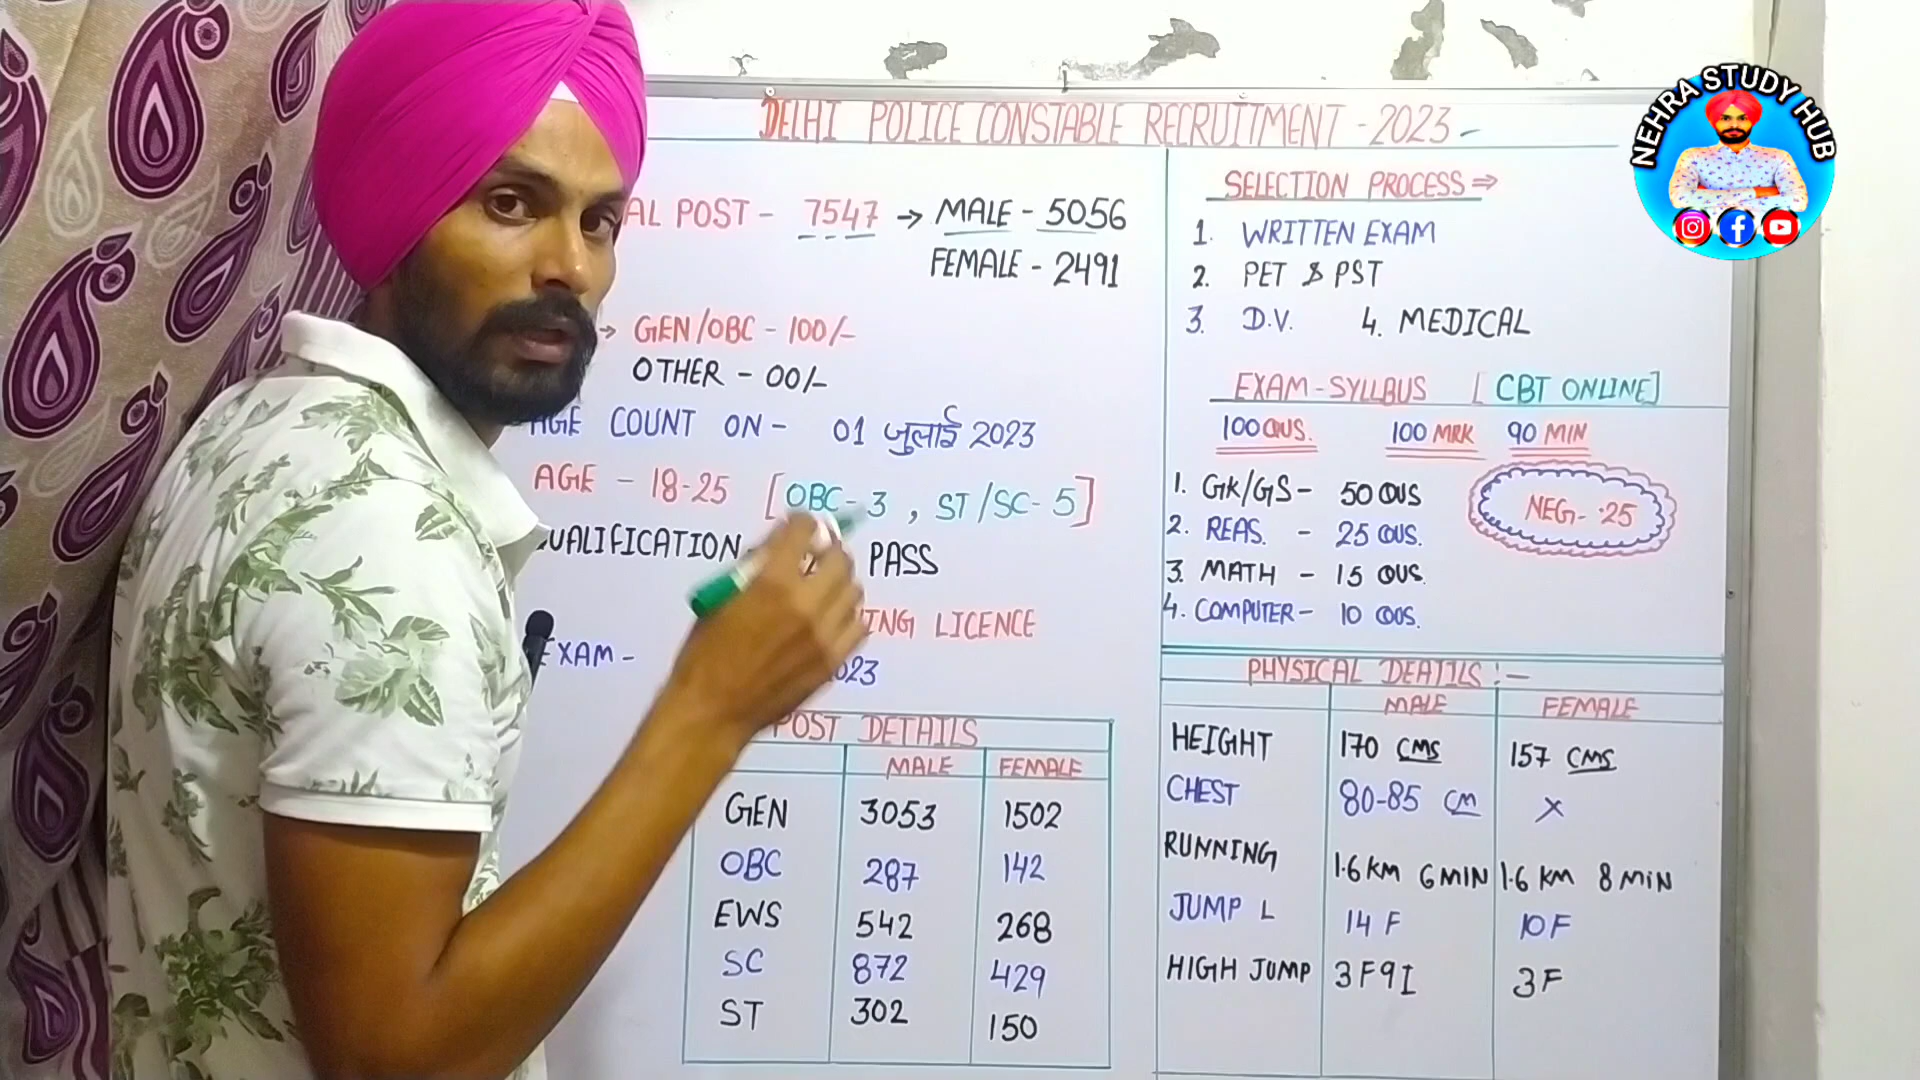 DELHI POLICE CONSTABLE RECRUITMENT - 2023 -
AL POST - 7547 → MALE - 5056
FEMALE - 2491
→ GEN/OBC - 100/-
OTHER - 00/-
AGE COUNT ON - 01 जुलाई 2023
AGE - 18-25 [OBC-3, ST/SC-5]
QUALIFICATION - PASS
ING LICENCE
EXAM - 2023
POST DETAILS
MALE FEMALE
GEN 3053 1502
OBC 287 142
EWS 542 268
SC 872 429
ST 302 150
SELECTION PROCESS ⇒
1. WRITTEN EXAM
2. PET & PST
3. D.V. 4. MEDICAL
EXAM-SYLLBUS [CBT ONLINE]
100 QUS. 100 MRK 90 MIN
1. GK/GS - 50 QUS
2. REAS. - 25 QUS.
3. MATH - 15 QUS.
4. COMPUTER - 10 QUS.
NEG- .25
PHYSICAL DEATILS :-
MALE FEMALE
HEIGHT 170 CMS 157 CMS
CHEST 80-85 CM X
RUNNING 1.6 KM 6 MIN 1.6 KM 8 MIN
JUMP L 14 F 10 F
HIGH JUMP 3 F 9 I 3 F
NEHRA STUDY HUB